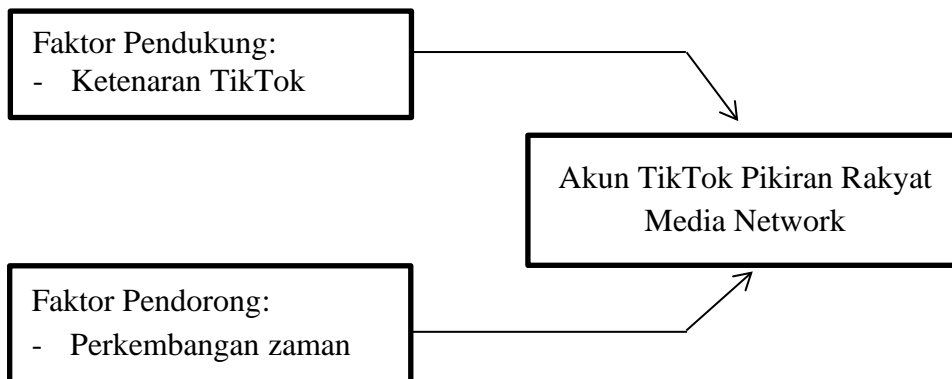 Faktor Pendukung:
- Ketenaran TikTok
Akun TikTok Pikiran Rakyat
Media Network
Faktor Pendorong:
- Perkembangan zaman